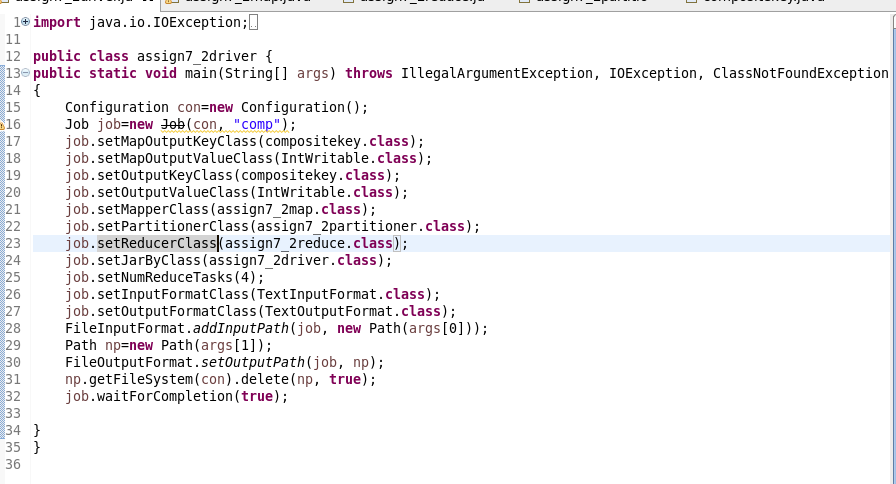 1 import java.io.IOException;
11
12 public class assign7_2driver {
13 public static void main(String[] args) throws IllegalArgumentException, IOException, ClassNotFoundException
14 {
15 Configuration con=new Configuration();
16 Job job=new Job(con, "comp");
17 job.setMapOutputKeyClass(compositekey.class);
18 job.setMapOutputValueClass(IntWritable.class);
19 job.setOutputKeyClass(compositekey.class);
20 job.setOutputValueClass(IntWritable.class);
21 job.setMapperClass(assign7_2map.class);
22 job.setPartitionerClass(assign7_2partitioner.class);
23 job.setReducerClass(assign7_2reduce.class);
24 job.setJarByClass(assign7_2driver.class);
25 job.setNumReduceTasks(4);
26 job.setInputFormatClass(TextInputFormat.class);
27 job.setOutputFormatClass(TextOutputFormat.class);
28 FileInputFormat.addInputPath(job, new Path(args[0]));
29 Path np=new Path(args[1]);
30 FileOutputFormat.setOutputPath(job, np);
31 np.getFileSystem(con).delete(np, true);
32 job.waitForCompletion(true);
33
34 }
35 }
36